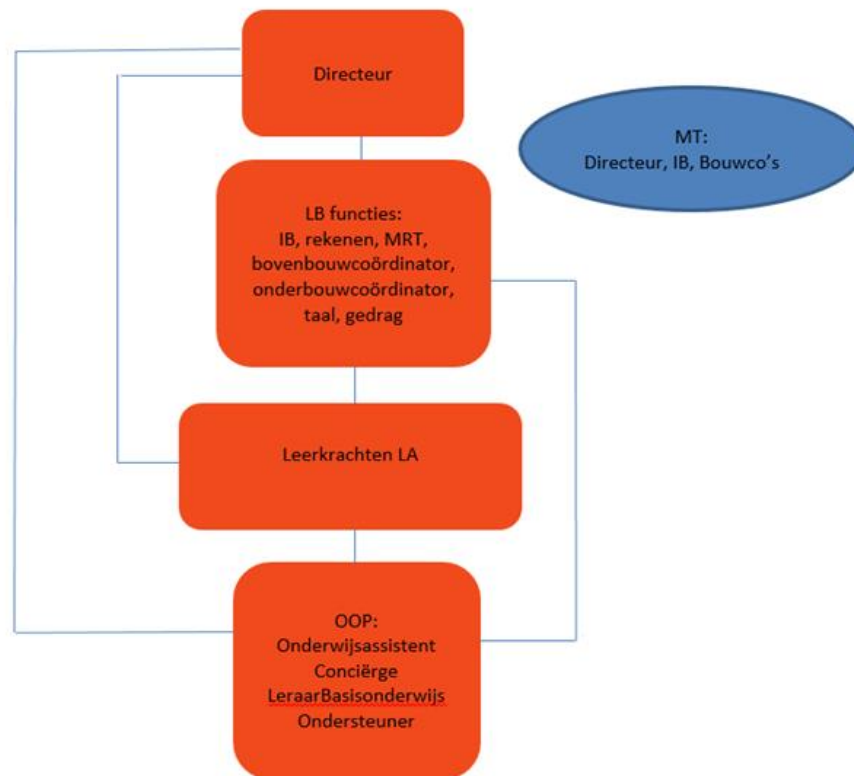 Directeur
MT:
Directeur, IB, Bouwco's
LB functies:
IB, rekenen, MRT,
bovenbouwcoördinator,
onderbouwcoördinator,
taal, gedrag
Leerkrachten LA
OOP:
Onderwijsassistent
Conciërge
LeraarBasisonderwijs
Ondersteuner